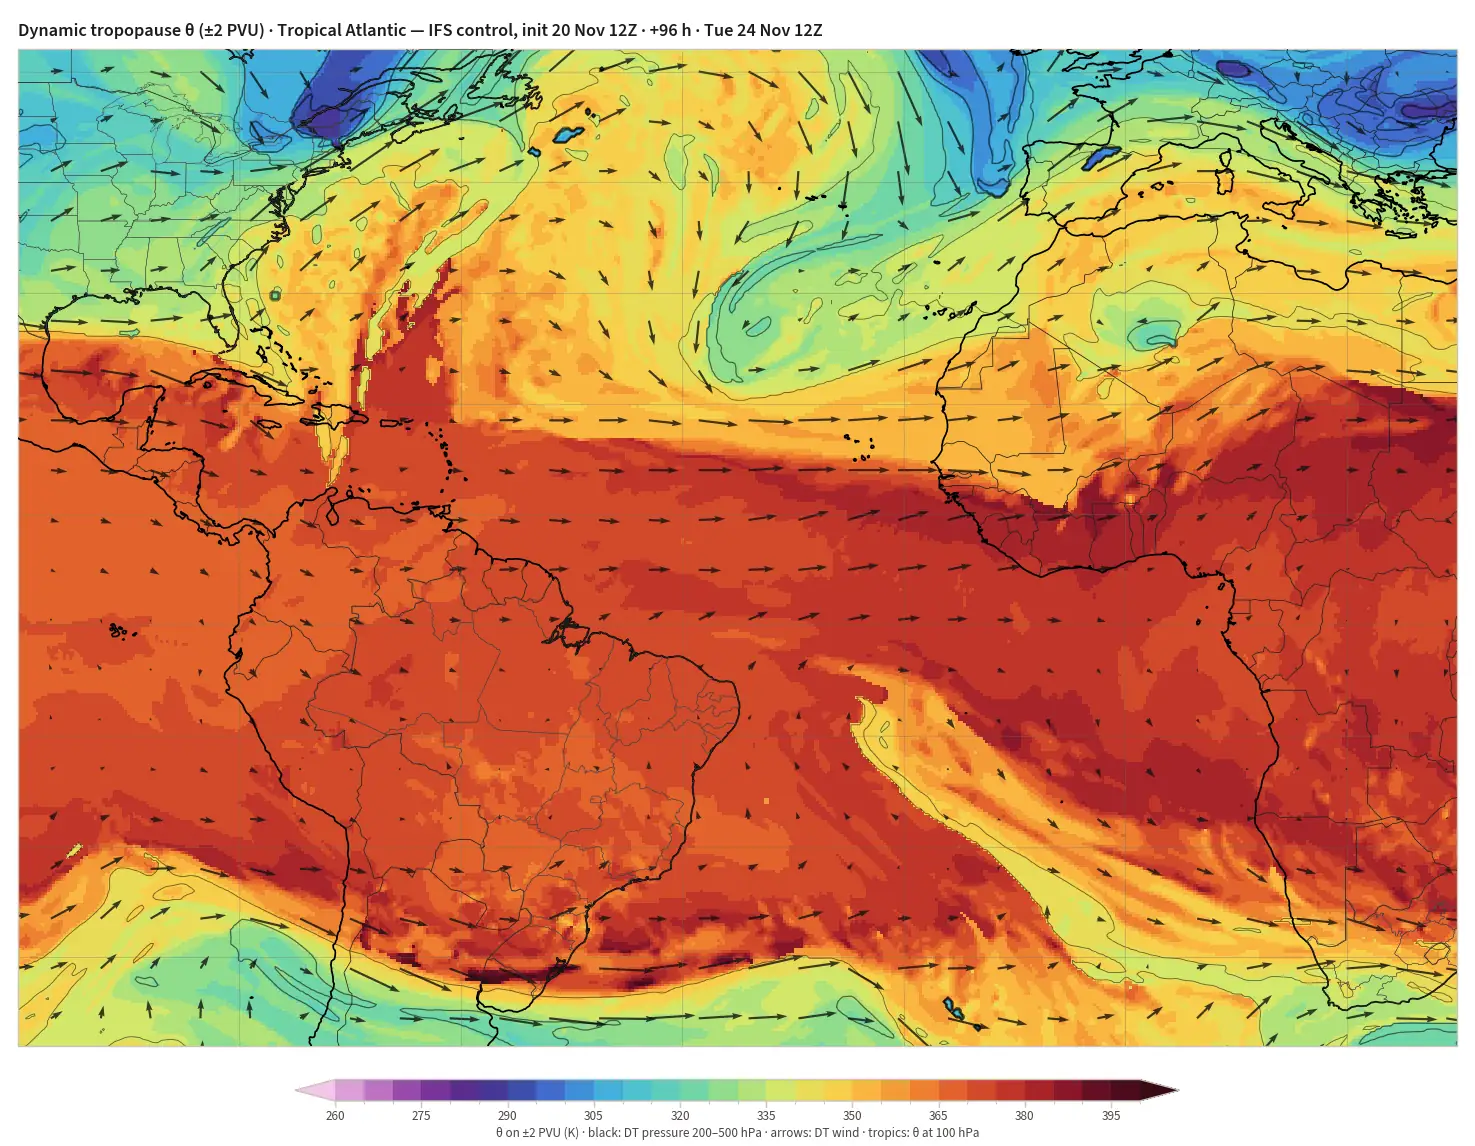 Dynamic tropopause θ (±2 PVU) · Tropical Atlantic — IFS control, init 20 Nov 12Z · +96 h · Tue 24 Nov 12Z
260 275 290 305 320 335 350 365 380 395
θ on ±2 PVU (K) · black: DT pressure 200–500 hPa · arrows: DT wind · tropics: θ at 100 hPa